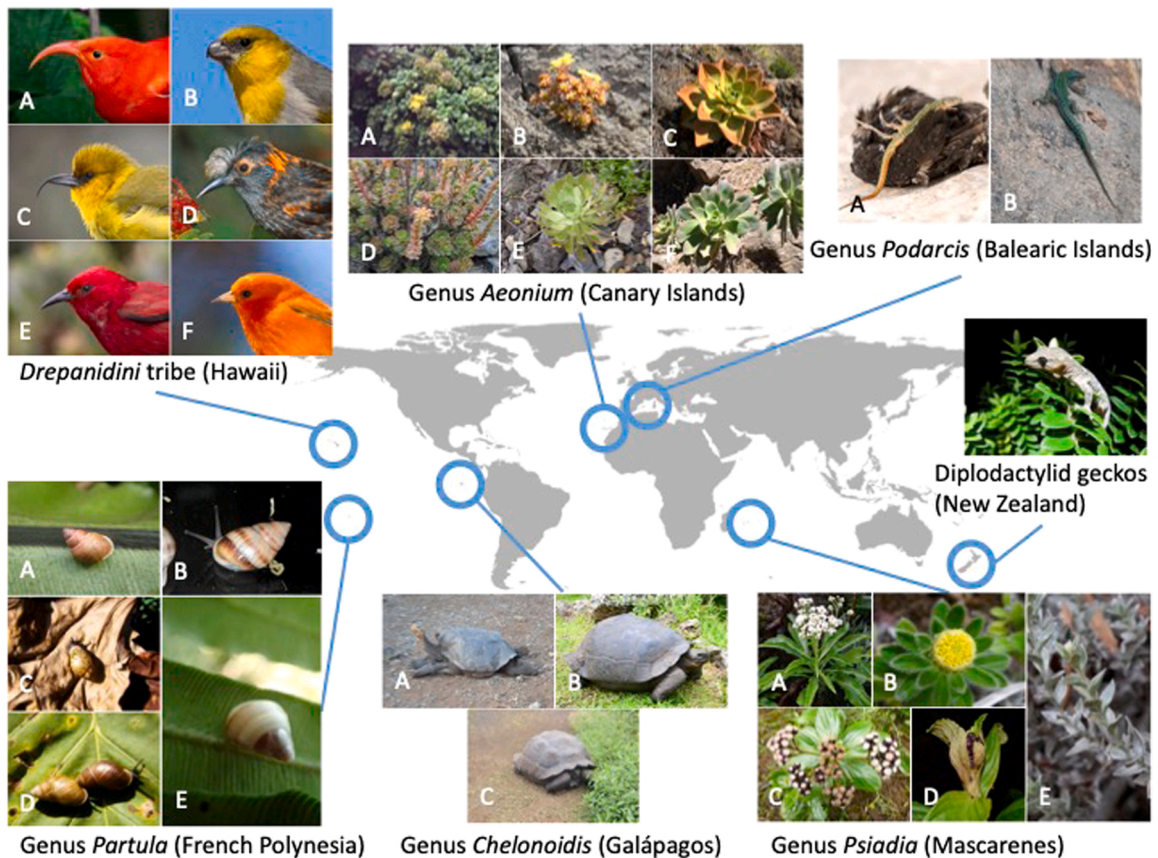 A
B
C
D
E
F
Drepanidini tribe (Hawaii)
A
B
C
D
E
F
Genus Aeonium (Canary Islands)
A
B
Genus Podarcis (Balearic Islands)
Diplodactylid geckos
(New Zealand)
A
B
C
D
E
Genus Partula (French Polynesia)
A
B
C
Genus Chelonoidis (Galápagos)
A
B
C
D
E
Genus Psiadia (Mascarenes)